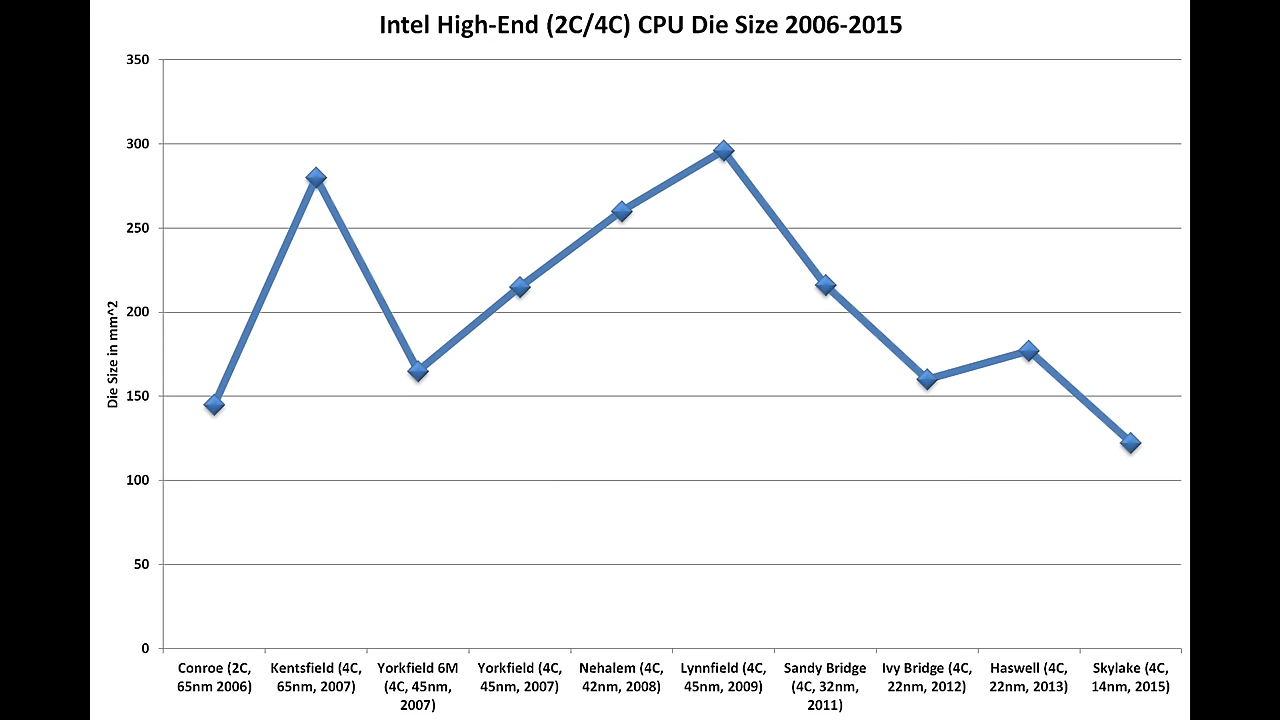 Intel High-End (2C/4C) CPU Die Size 2006-2015
350
300
250
200
150
100
50
0
Die Size in mm^2
Conroe (2C,
65nm 2006)
Kentsfield (4C,
65nm, 2007)
Yorkfield 6M
(4C, 45nm,
2007)
Yorkfield (4C,
45nm, 2007)
Nehalem (4C,
42nm, 2008)
Lynnfield (4C,
45nm, 2009)
Sandy Bridge
(4C, 32nm,
2011)
Ivy Bridge (4C,
22nm, 2012)
Haswell (4C,
22nm, 2013)
Skylake (4C,
14nm, 2015)